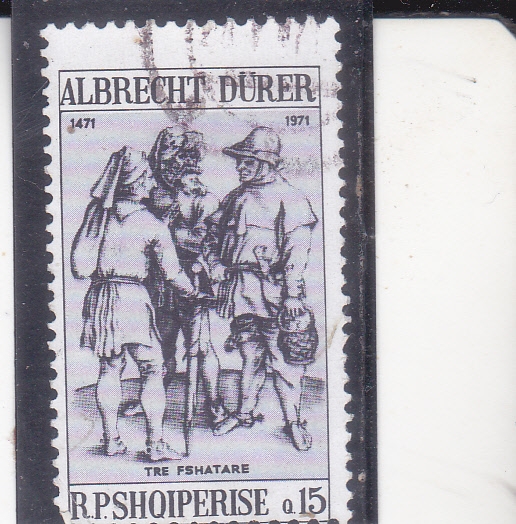 ALBRECHT DÜRER
1471 1971
TRE FSHATARE
R.P.SHQIPERISE Q.15